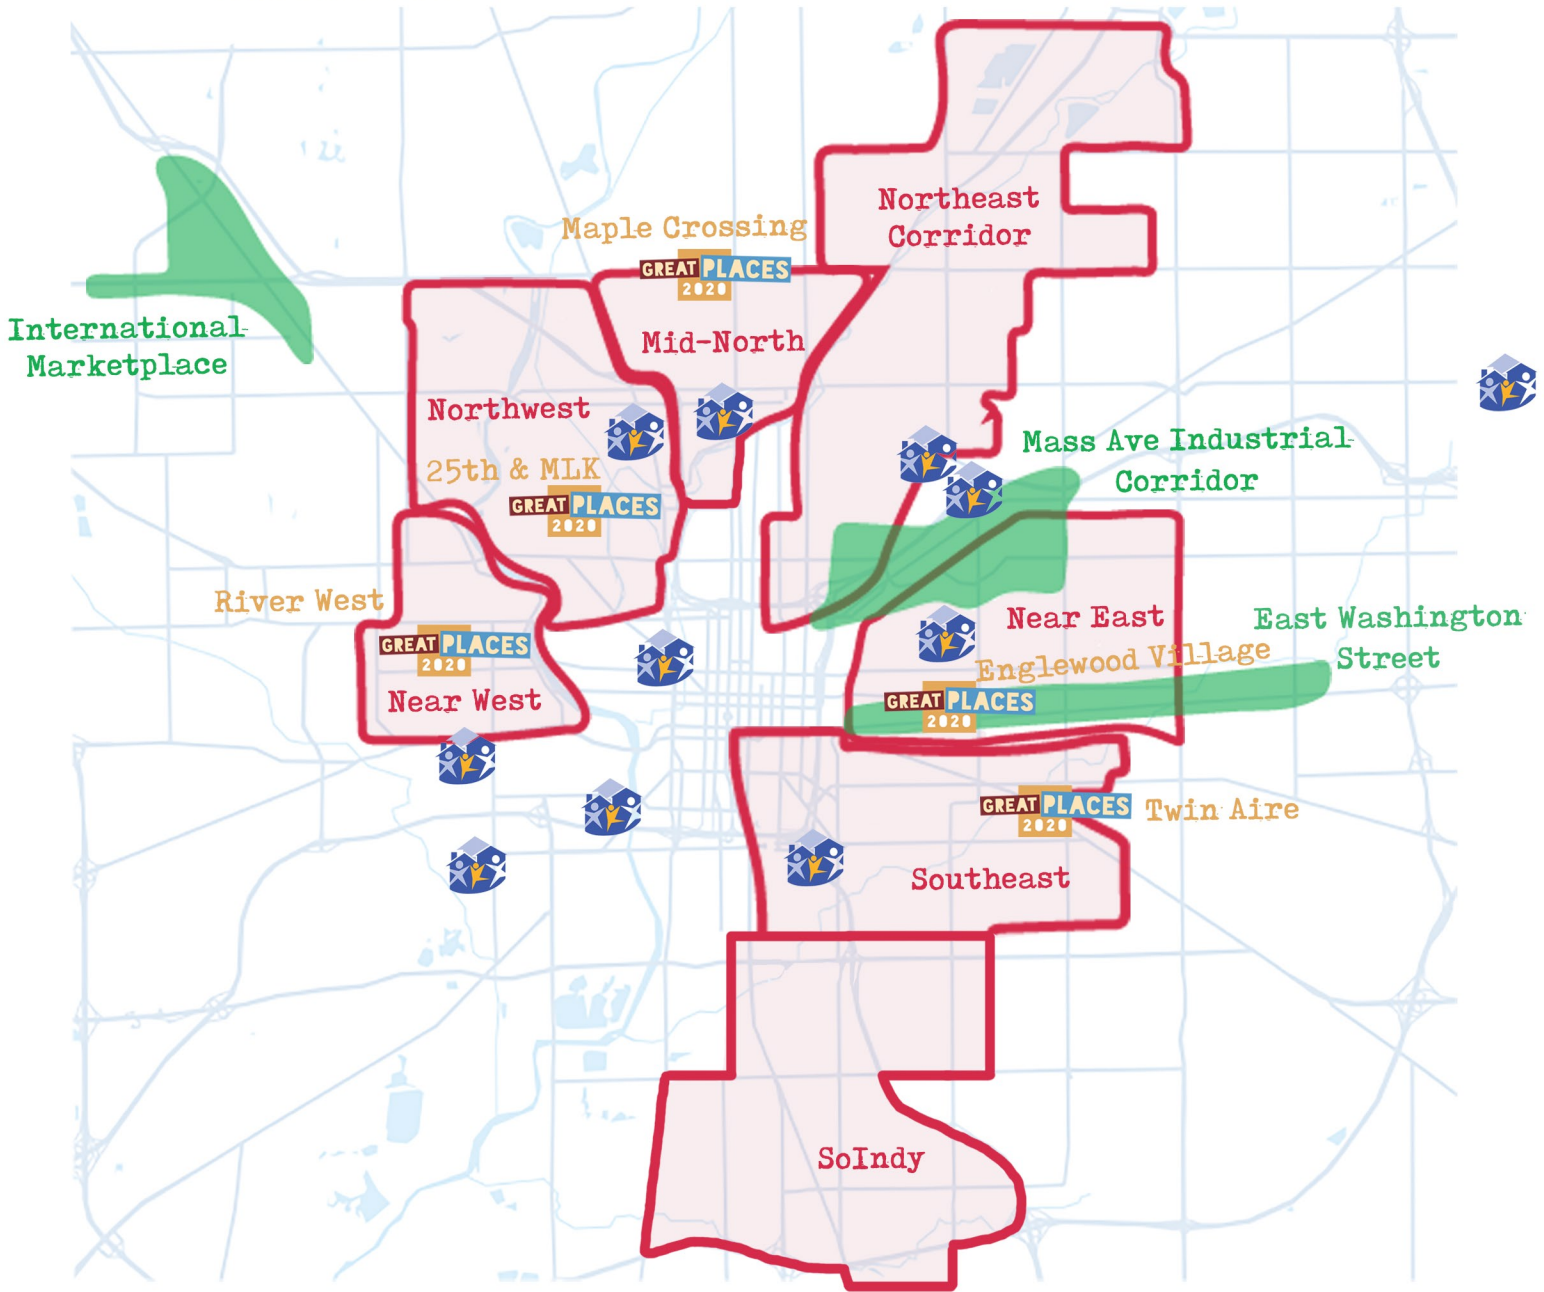 Northeast
Corridor
Maple Crossing
GREAT PLACES
2020
International
Marketplace
Mid-North
Northwest
25th & MLK
GREAT PLACES
2020
Mass Ave Industrial
Corridor
River West
GREAT PLACES
2020
Near West
Near East
East Washington
Street
Englewood Village
GREAT PLACES
2020
GREAT PLACES
2020
Twin Aire
Southeast
SoIndy